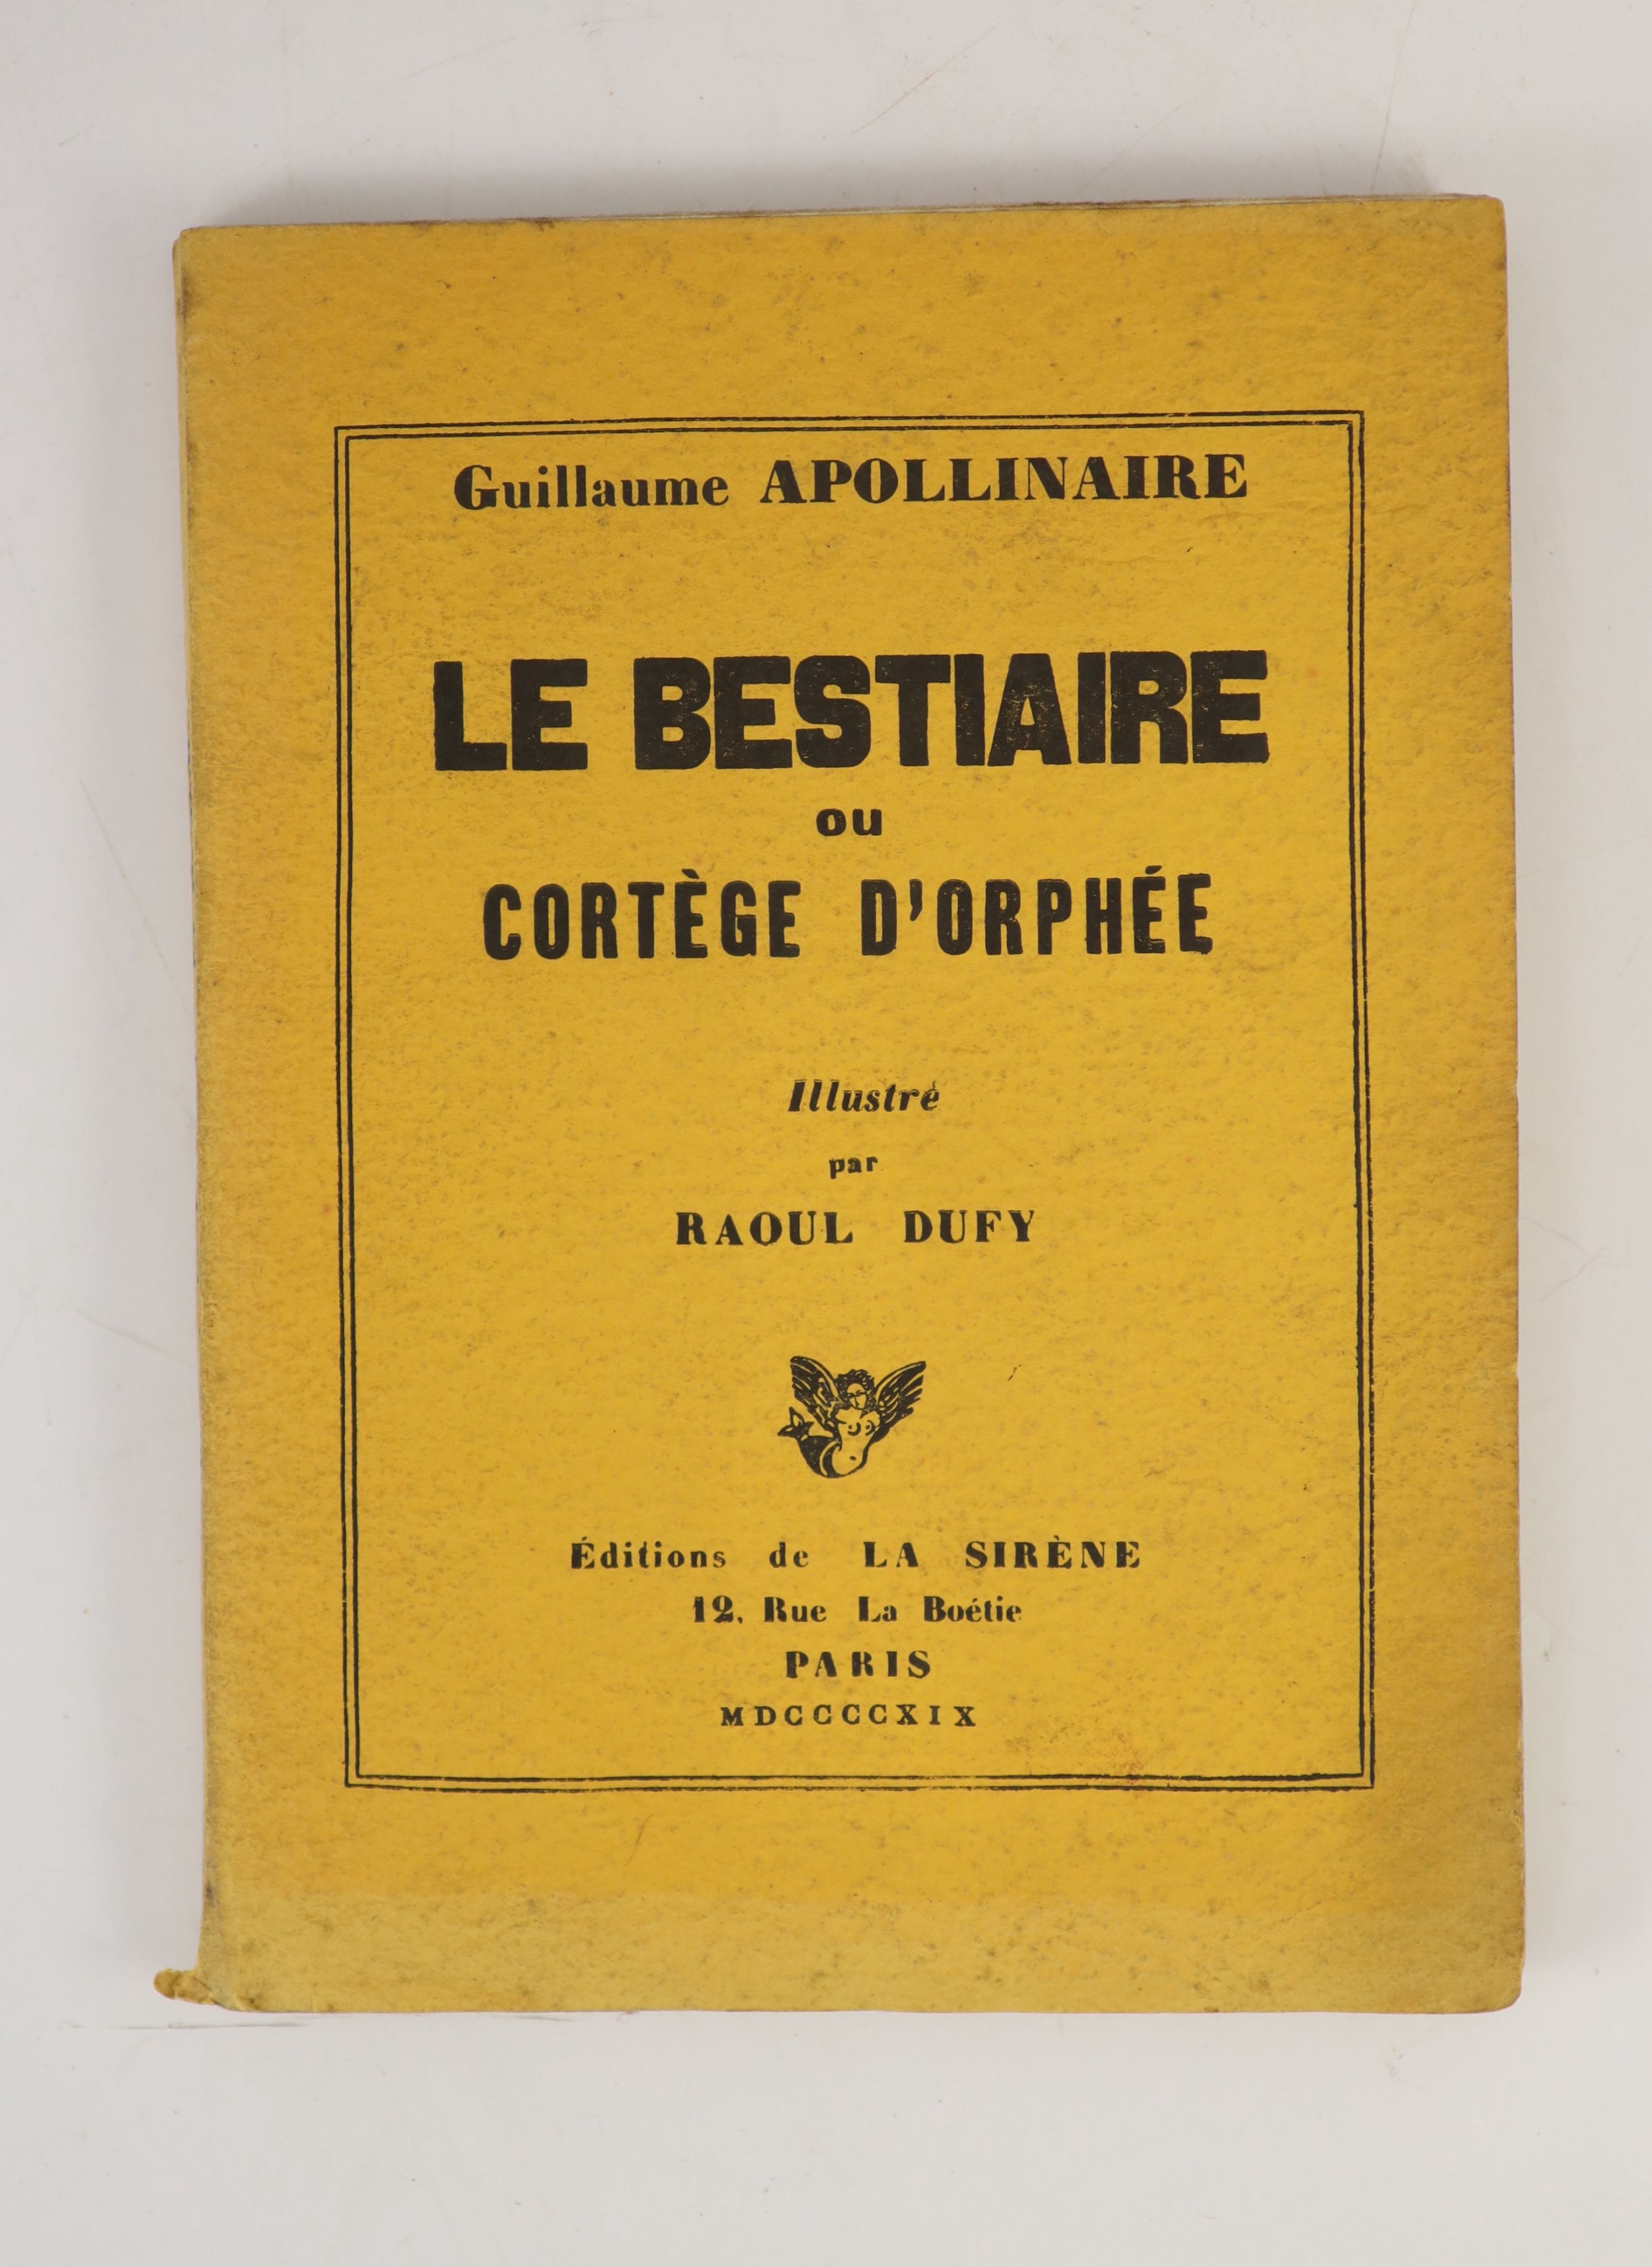 Guillaume APOLLINAIRE
LE BESTIAIRE
OU
CORTÈGE D'ORPHÉE
Illustré
par
RAOUL DUFY
Éditions de LA SIRÈNE
12, Rue La Boétie
PARIS
MDCCCCXIX